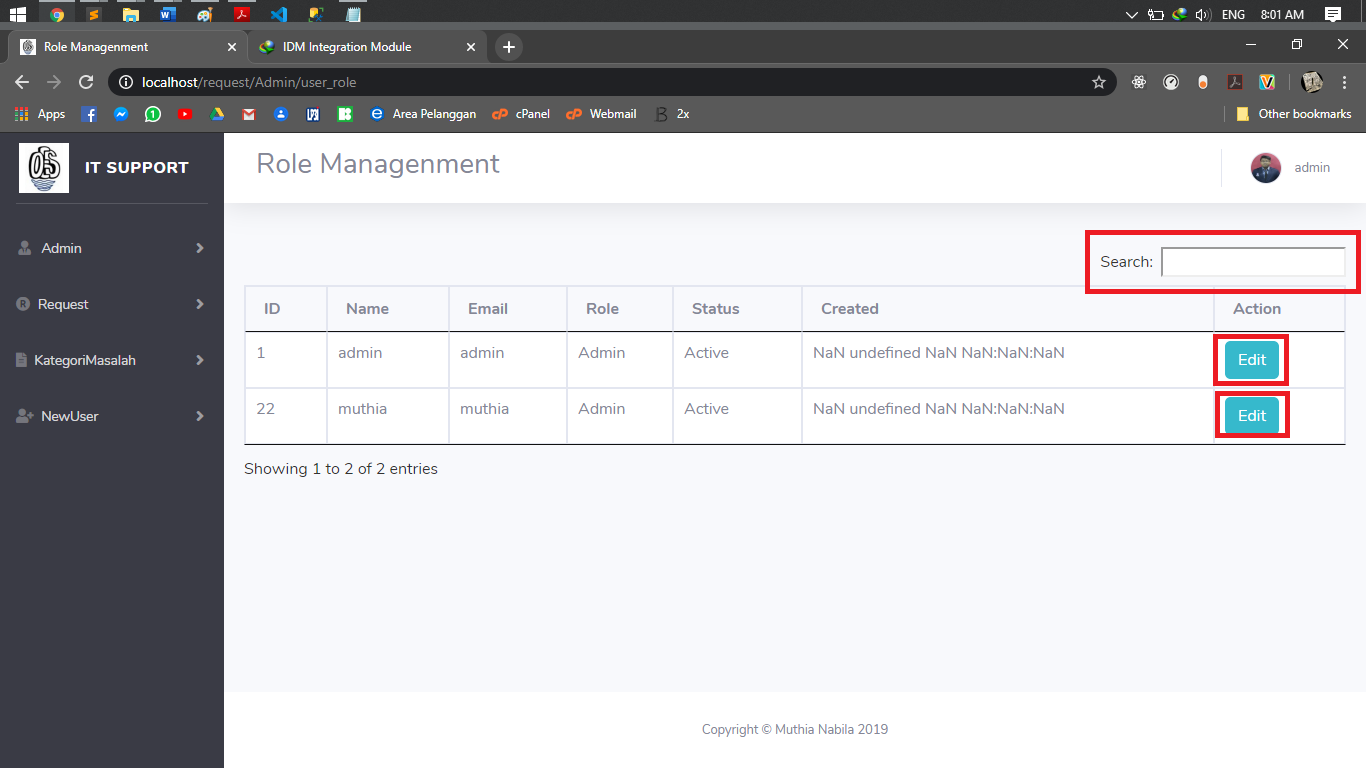 ENG 8:01 AM
Role Managenment
IDM Integration Module
localhost/request/Admin/user_role
Apps
Area Pelanggan
cPanel
Webmail
2x
Other bookmarks
IT SUPPORT
Role Managenment
admin
Admin
Request
KategoriMasalah
NewUser
Search:
ID Name Email Role Status Created Action
1 admin admin Admin Active NaN undefined NaN NaN:NaN:NaN Edit
22 muthia muthia Admin Active NaN undefined NaN NaN:NaN:NaN Edit
Showing 1 to 2 of 2 entries
Copyright © Muthia Nabila 2019